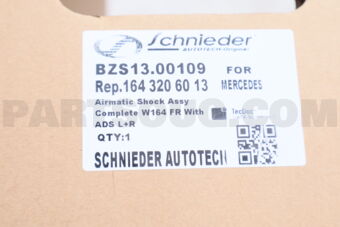 Schnieder
AUTOTECH-Original
BZS13.00109 FOR
Rep.164 320 60 13 MERCEDES
Airmatic Shock Assy
Complete W164 FR With TecDoc
ADS L+R
QTY:1
SCHNIEDER AUTOTECH